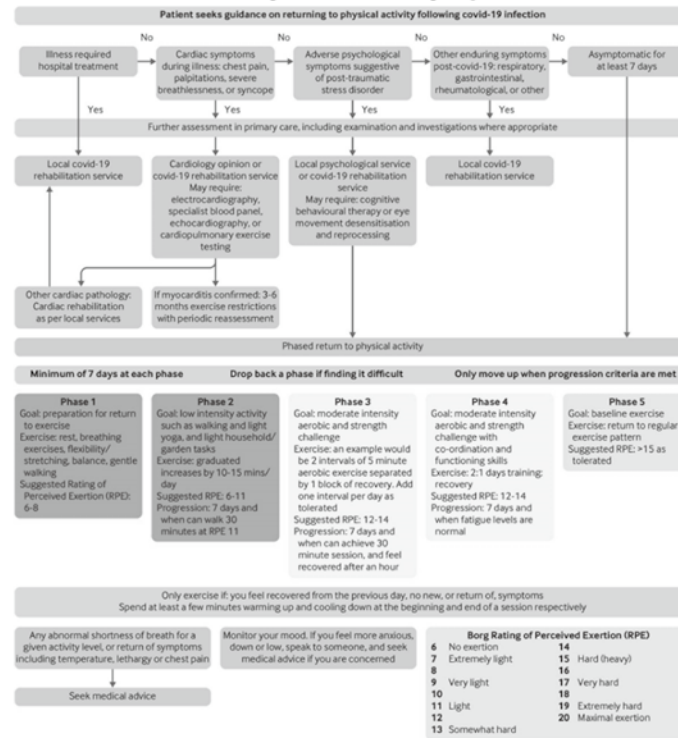 Patient seeks guidance on returning to physical activity following covid-19 infection
No
No
No
No
Illness required
hospital treatment
Cardiac symptoms
during illness: chest pain,
palpitations, severe
breathlessness, or syncope
Adverse psychological
symptoms suggestive
of post-traumatic
stress disorder
Other enduring symptoms
post-covid-19: respiratory,
gastrointestinal,
rheumatological, or other
Asymptomatic for
at least 7 days
Yes
Yes
Yes
Yes
Further assessment in primary care, including examination and investigations where appropriate
Local covid-19
rehabilitation service
Cardiology opinion or
covid-19 rehabilitation service
May require:
electrocardiography,
specialist blood panel,
echocardiography, or
cardiopulmonary exercise
testing
Local psychological service
or covid-19 rehabilitation
service
May require: cognitive
behavioural therapy or eye
movement desensitisation
and reprocessing
Local covid-19
rehabilitation service
Other cardiac pathology:
Cardiac rehabilitation
as per local services
If myocarditis confirmed: 3-6
months exercise restrictions
with periodic reassessment
Phased return to physical activity
Minimum of 7 days at each phase
Drop back a phase if finding it difficult
Only move up when progression criteria are met
Phase 1
Goal: preparation for return
to exercise
Exercise: rest, breathing
exercises, flexibility/
stretching, balance, gentle
walking
Suggested Rating of
Perceived Exertion (RPE):
6-8
Phase 2
Goal: low intensity activity
such as walking and light
yoga, and light household/
garden tasks
Exercise: graduated
increases by 10-15 mins/
day
Suggested RPE: 6-11
Progression: 7 days and
when can walk 30
minutes at RPE 11
Phase 3
Goal: moderate intensity
aerobic and strength
challenge
Exercise: an example would
be 2 intervals of 5 minute
aerobic exercise separated
by 1 block of recovery. Add
one interval per day as
tolerated
Suggested RPE: 12-14
Progression: 7 days and
when can achieve 30
minute session, and feel
recovered after an hour
Phase 4
Goal: moderate intensity
aerobic and strength
challenge with
co-ordination and
functioning skills
Exercise: 2:1 days training:
recovery
Suggested RPE: 12-14
Progression: 7 days and
when fatigue levels are
normal
Phase 5
Goal: baseline exercise
Exercise: return to regular
exercise pattern
Suggested RPE: >15 as
tolerated
Only exercise if: you feel recovered from the previous day, no new, or return of, symptoms
Spend at least a few minutes warming up and cooling down at the beginning and end of a session respectively
Any abnormal shortness of breath for a
given activity level, or return of symptoms
including temperature, lethargy or chest pain
Seek medical advice
Monitor your mood. If you feel more anxious,
down or low, speak to someone, and seek
medical advice if you are concerned
Borg Rating of Perceived Exertion (RPE)
6 No exertion
7 Extremely light
8
9 Very light
10
11 Light
12
13 Somewhat hard
14
15 Hard (heavy)
16
17 Very hard
18
19 Extremely hard
20 Maximal exertion